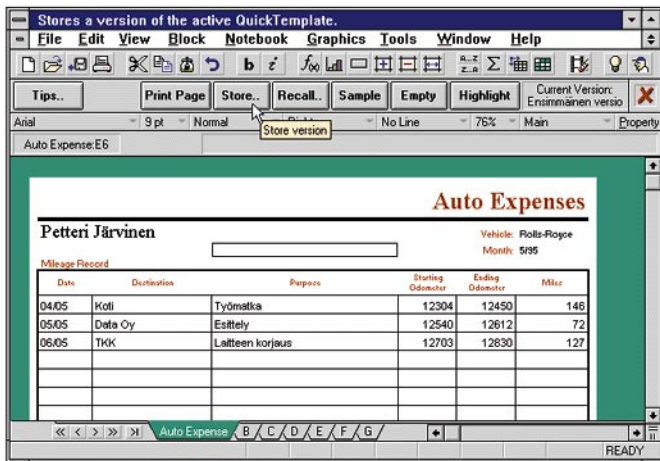 Stores a version of the active QuickTemplate.
File Edit View Block Notebook Graphics Tools Window Help
Tips.. Print Page Store.. Recall.. Sample Empty Highlight Current Version: Ensimmäinen versio
Arial 9 pt Normal No Line 76% Main Property
Store version
Auto Expense:E6
Auto Expenses
Petteri Järvinen Vehicle: Rolls-Royce
Month: 5/95
Mileage Record
Date Destination Purpose Starting Odometer Ending Odometer Miles
04/05 Koti Työmatka 12304 12450 146
05/05 Data Oy Esittely 12540 12612 72
06/05 TKK Laitteen korjaus 12703 12830 127
Auto Expense B C D E F G
READY